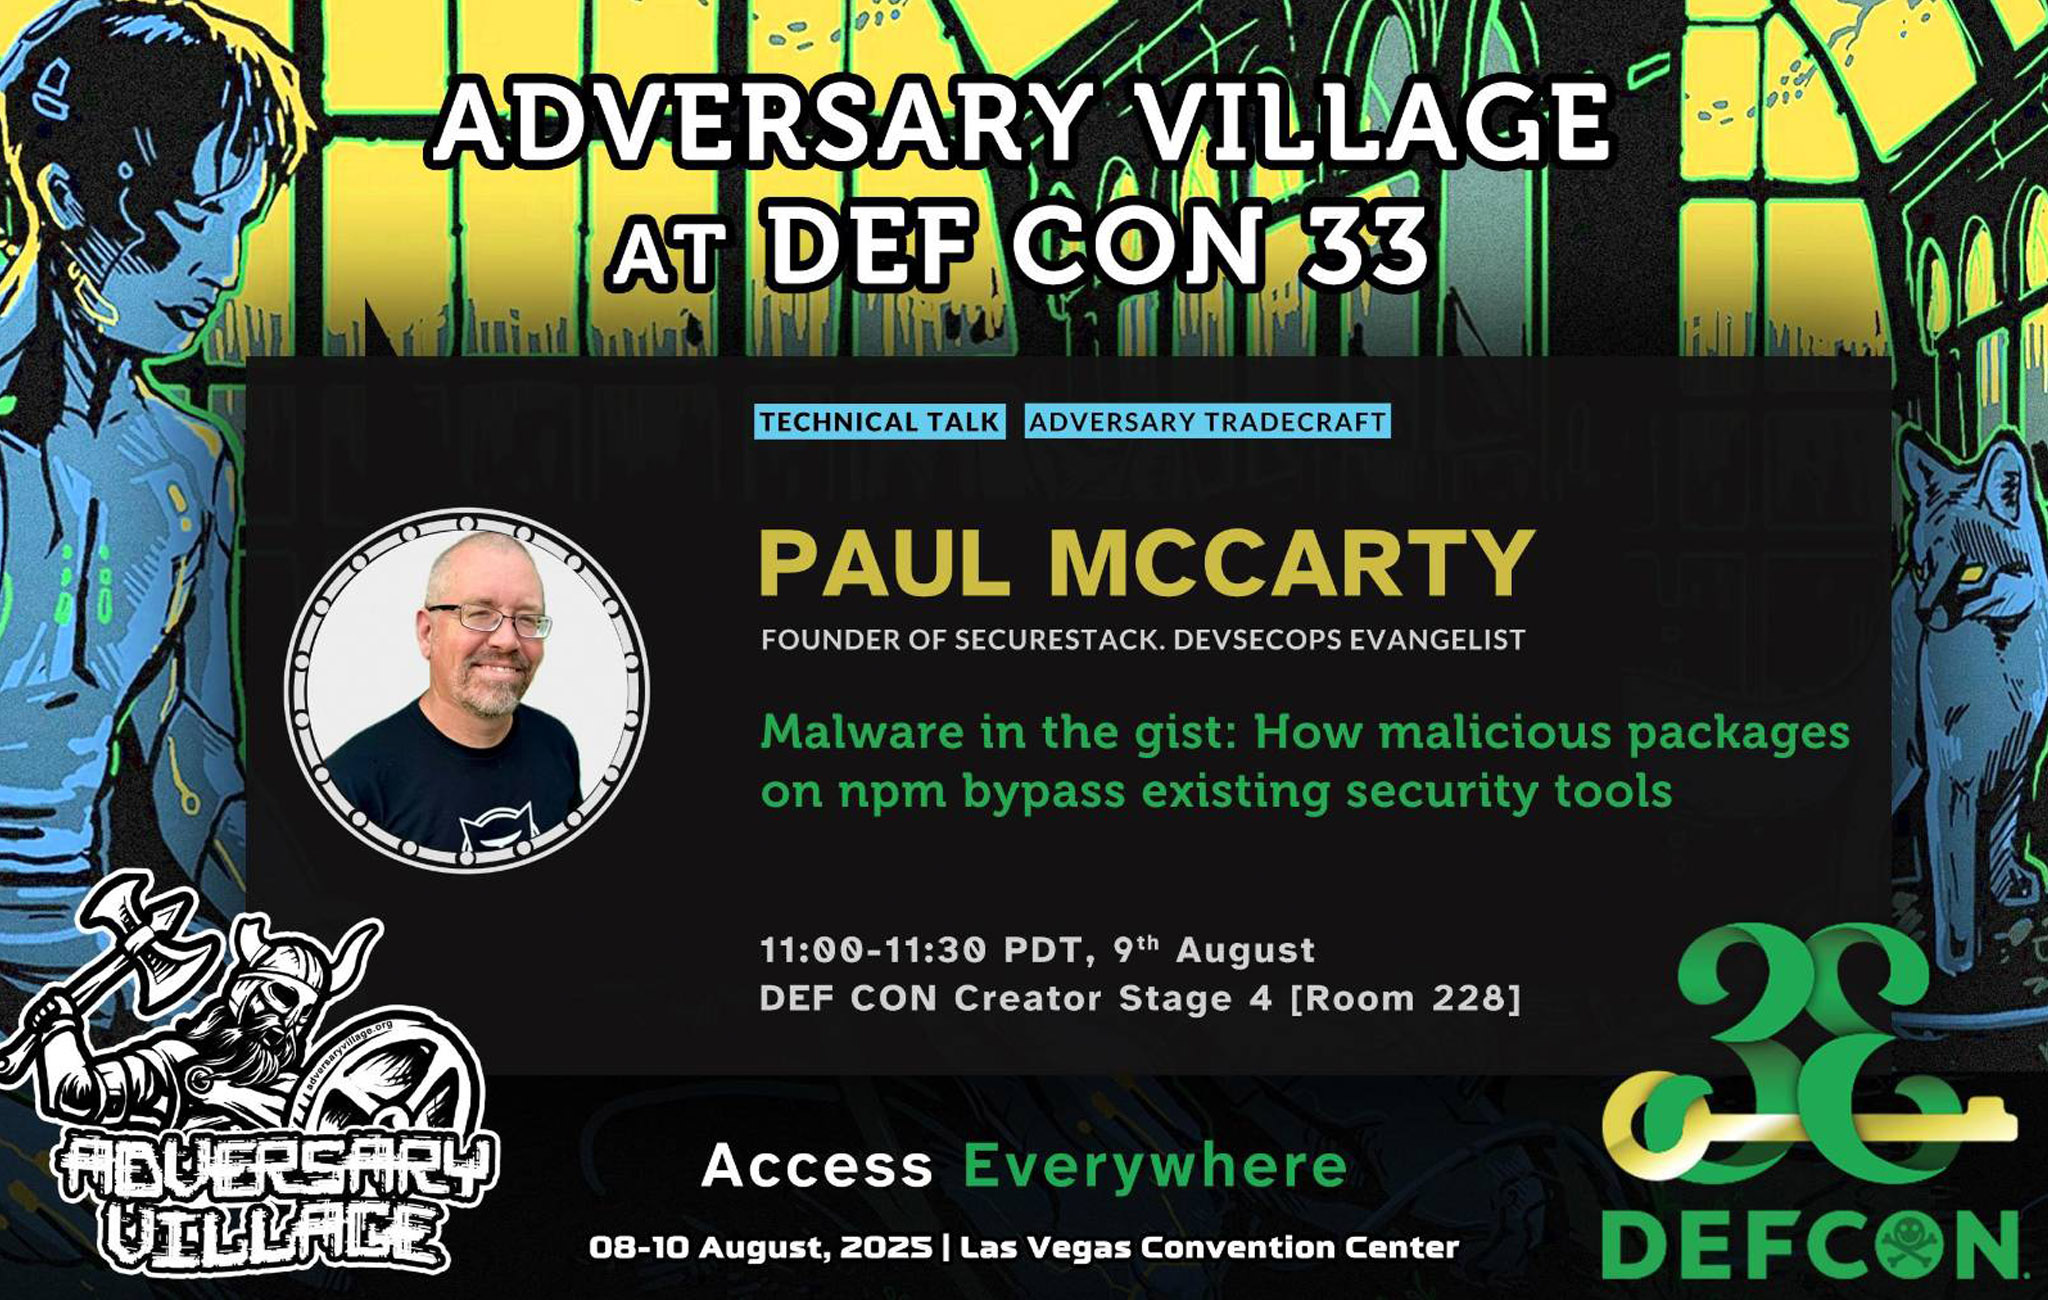 ADVERSARY VILLAGE
AT DEF CON 33
TECHNICAL TALK ADVERSARY TRADECRAFT
PAUL MCCARTY
FOUNDER OF SECURESTACK. DEVSECOPS EVANGELIST
Malware in the gist: How malicious packages
on npm bypass existing security tools
11:00-11:30 PDT, 9th August
DEF CON Creator Stage 4 [Room 228]
adversaryvillage.org
ADVERSARY
VILLAGE
Access Everywhere
08-10 August, 2025 | Las Vegas Convention Center
33
DEFCON.